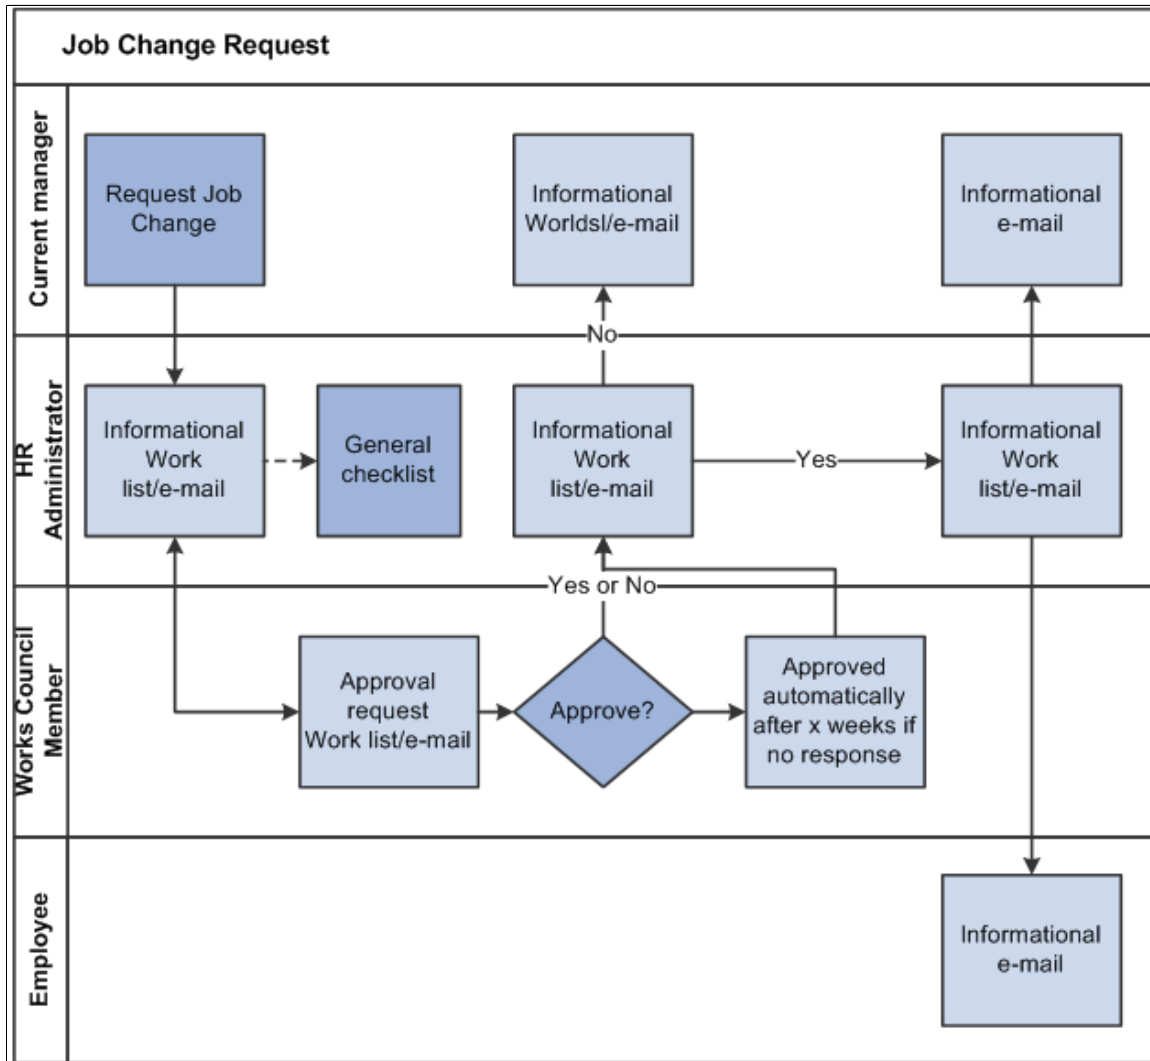 Job Change Request
Current manager
Request Job
Change
Informational
Worldsl/e-mail
Informational
e-mail
No
HR
Administrator
Informational
Work
list/e-mail
General
checklist
Informational
Work
list/e-mail
Yes
Informational
Work
list/e-mail
Yes or No
Works Council
Member
Approval
request
Work list/e-mail
Approve?
Approved
automatically
after x weeks if
no response
Employee
Informational
e-mail